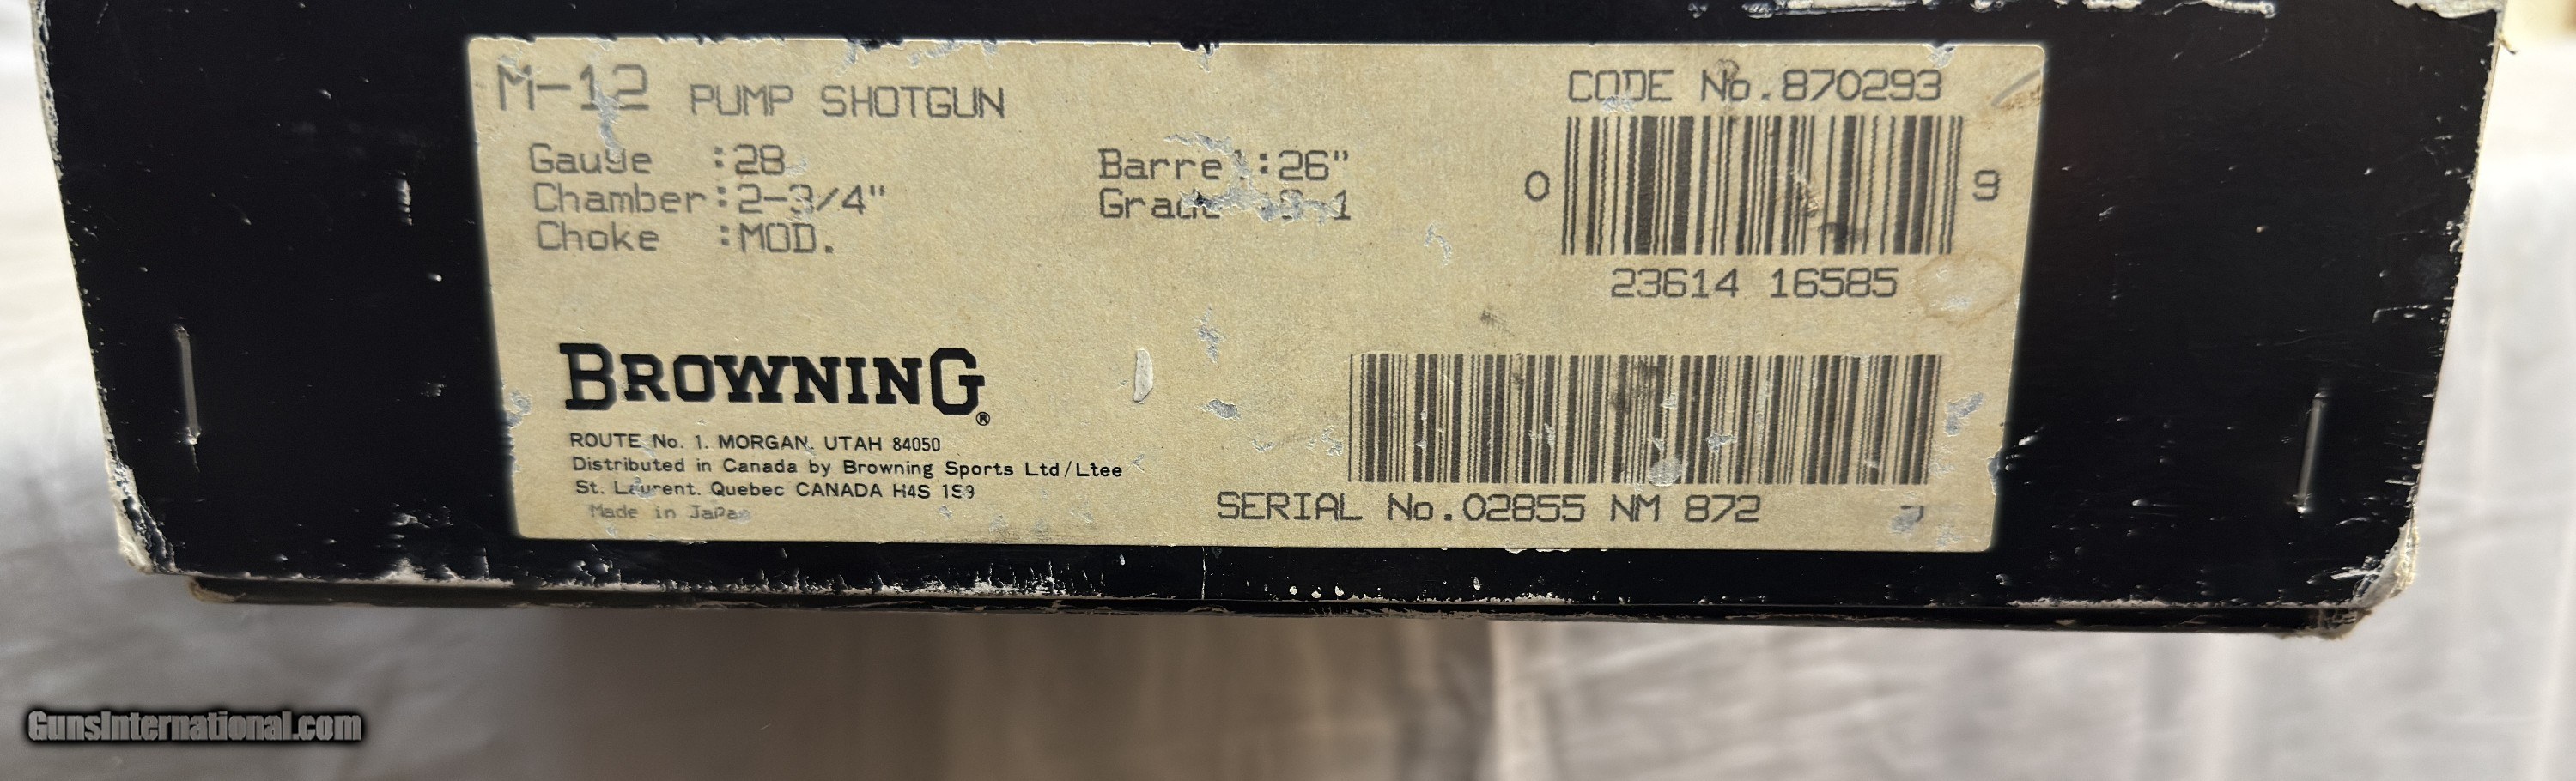 M-12 PUMP SHOTGUN
CODE No.870293
Gauge :28
Barrel:26"
Chamber:2-3/4"
Grade
Choke :MOD.
0 9
23614 16585
BROWNING®
ROUTE No. 1. MORGAN. UTAH 84050
Distributed in Canada by Browning Sports Ltd/Ltee
St. Laurent. Quebec CANADA H4S 1S9
Made in Japan
SERIAL No.02855 NM 872
GunsInternational.com